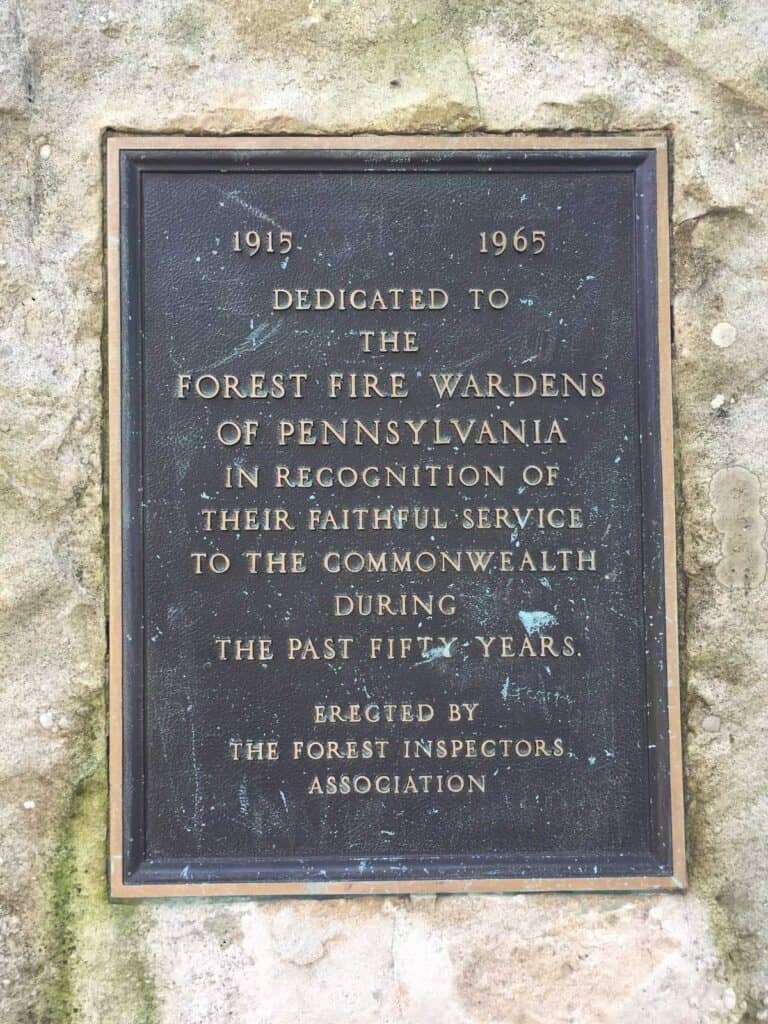 1915 1965
DEDICATED TO
THE
FOREST FIRE WARDENS
OF PENNSYLVANIA
IN RECOGNITION OF
THEIR FAITHFUL SERVICE
TO THE COMMONWEALTH
DURING
THE PAST FIFTY YEARS.
ERECTED BY
THE FOREST INSPECTORS
ASSOCIATION